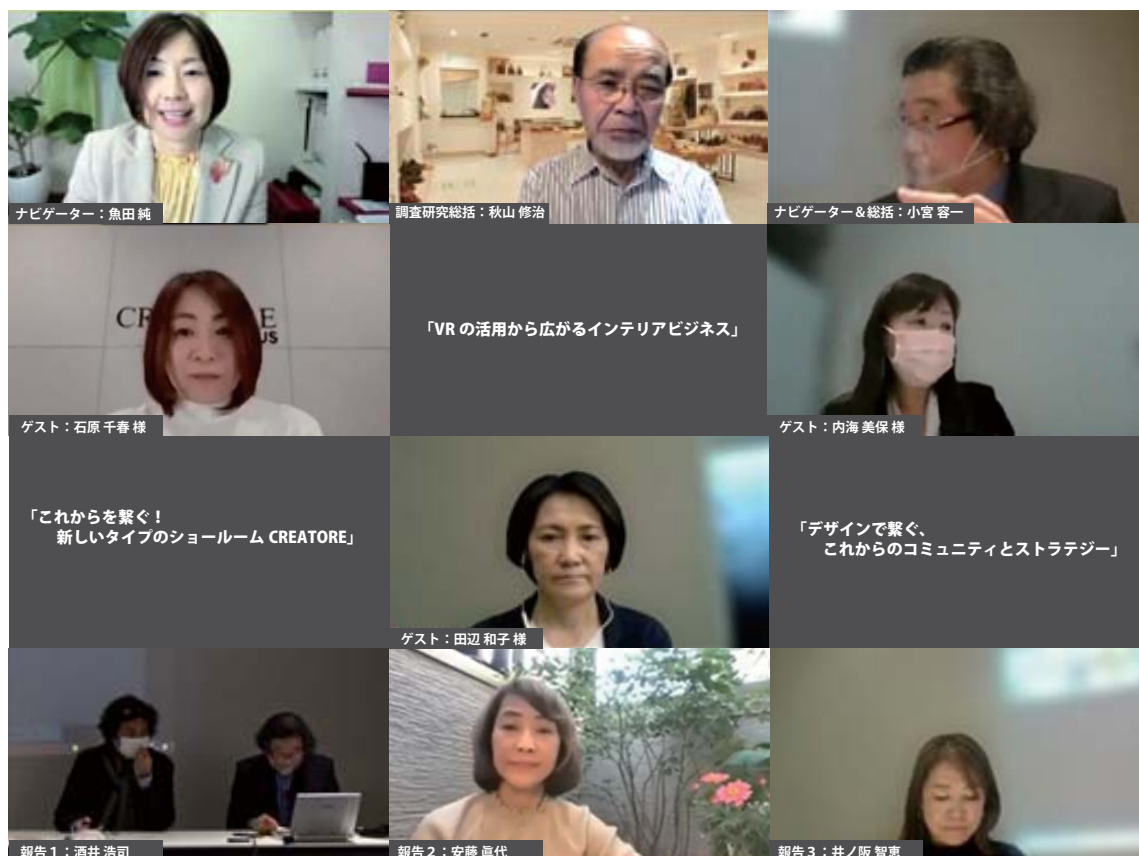 ナビゲーター：魚田 純
調査研究総括：秋山 修治
ナビゲーター＆総括：小宮 容一
CR E
US
ゲスト：石原 千春 様
「VR の活用から広がるインテリアビジネス」
ゲスト：内海 美保 様
「これからを繋ぐ！
新しいタイプのショールーム CREATORE」
ゲスト：田辺 和子 様
「デザインで繋ぐ、
これからのコミュニティとストラテジー」
報告１：酒井 浩司
報告２：安藤 眞代
報告３：井ノ阪 智恵